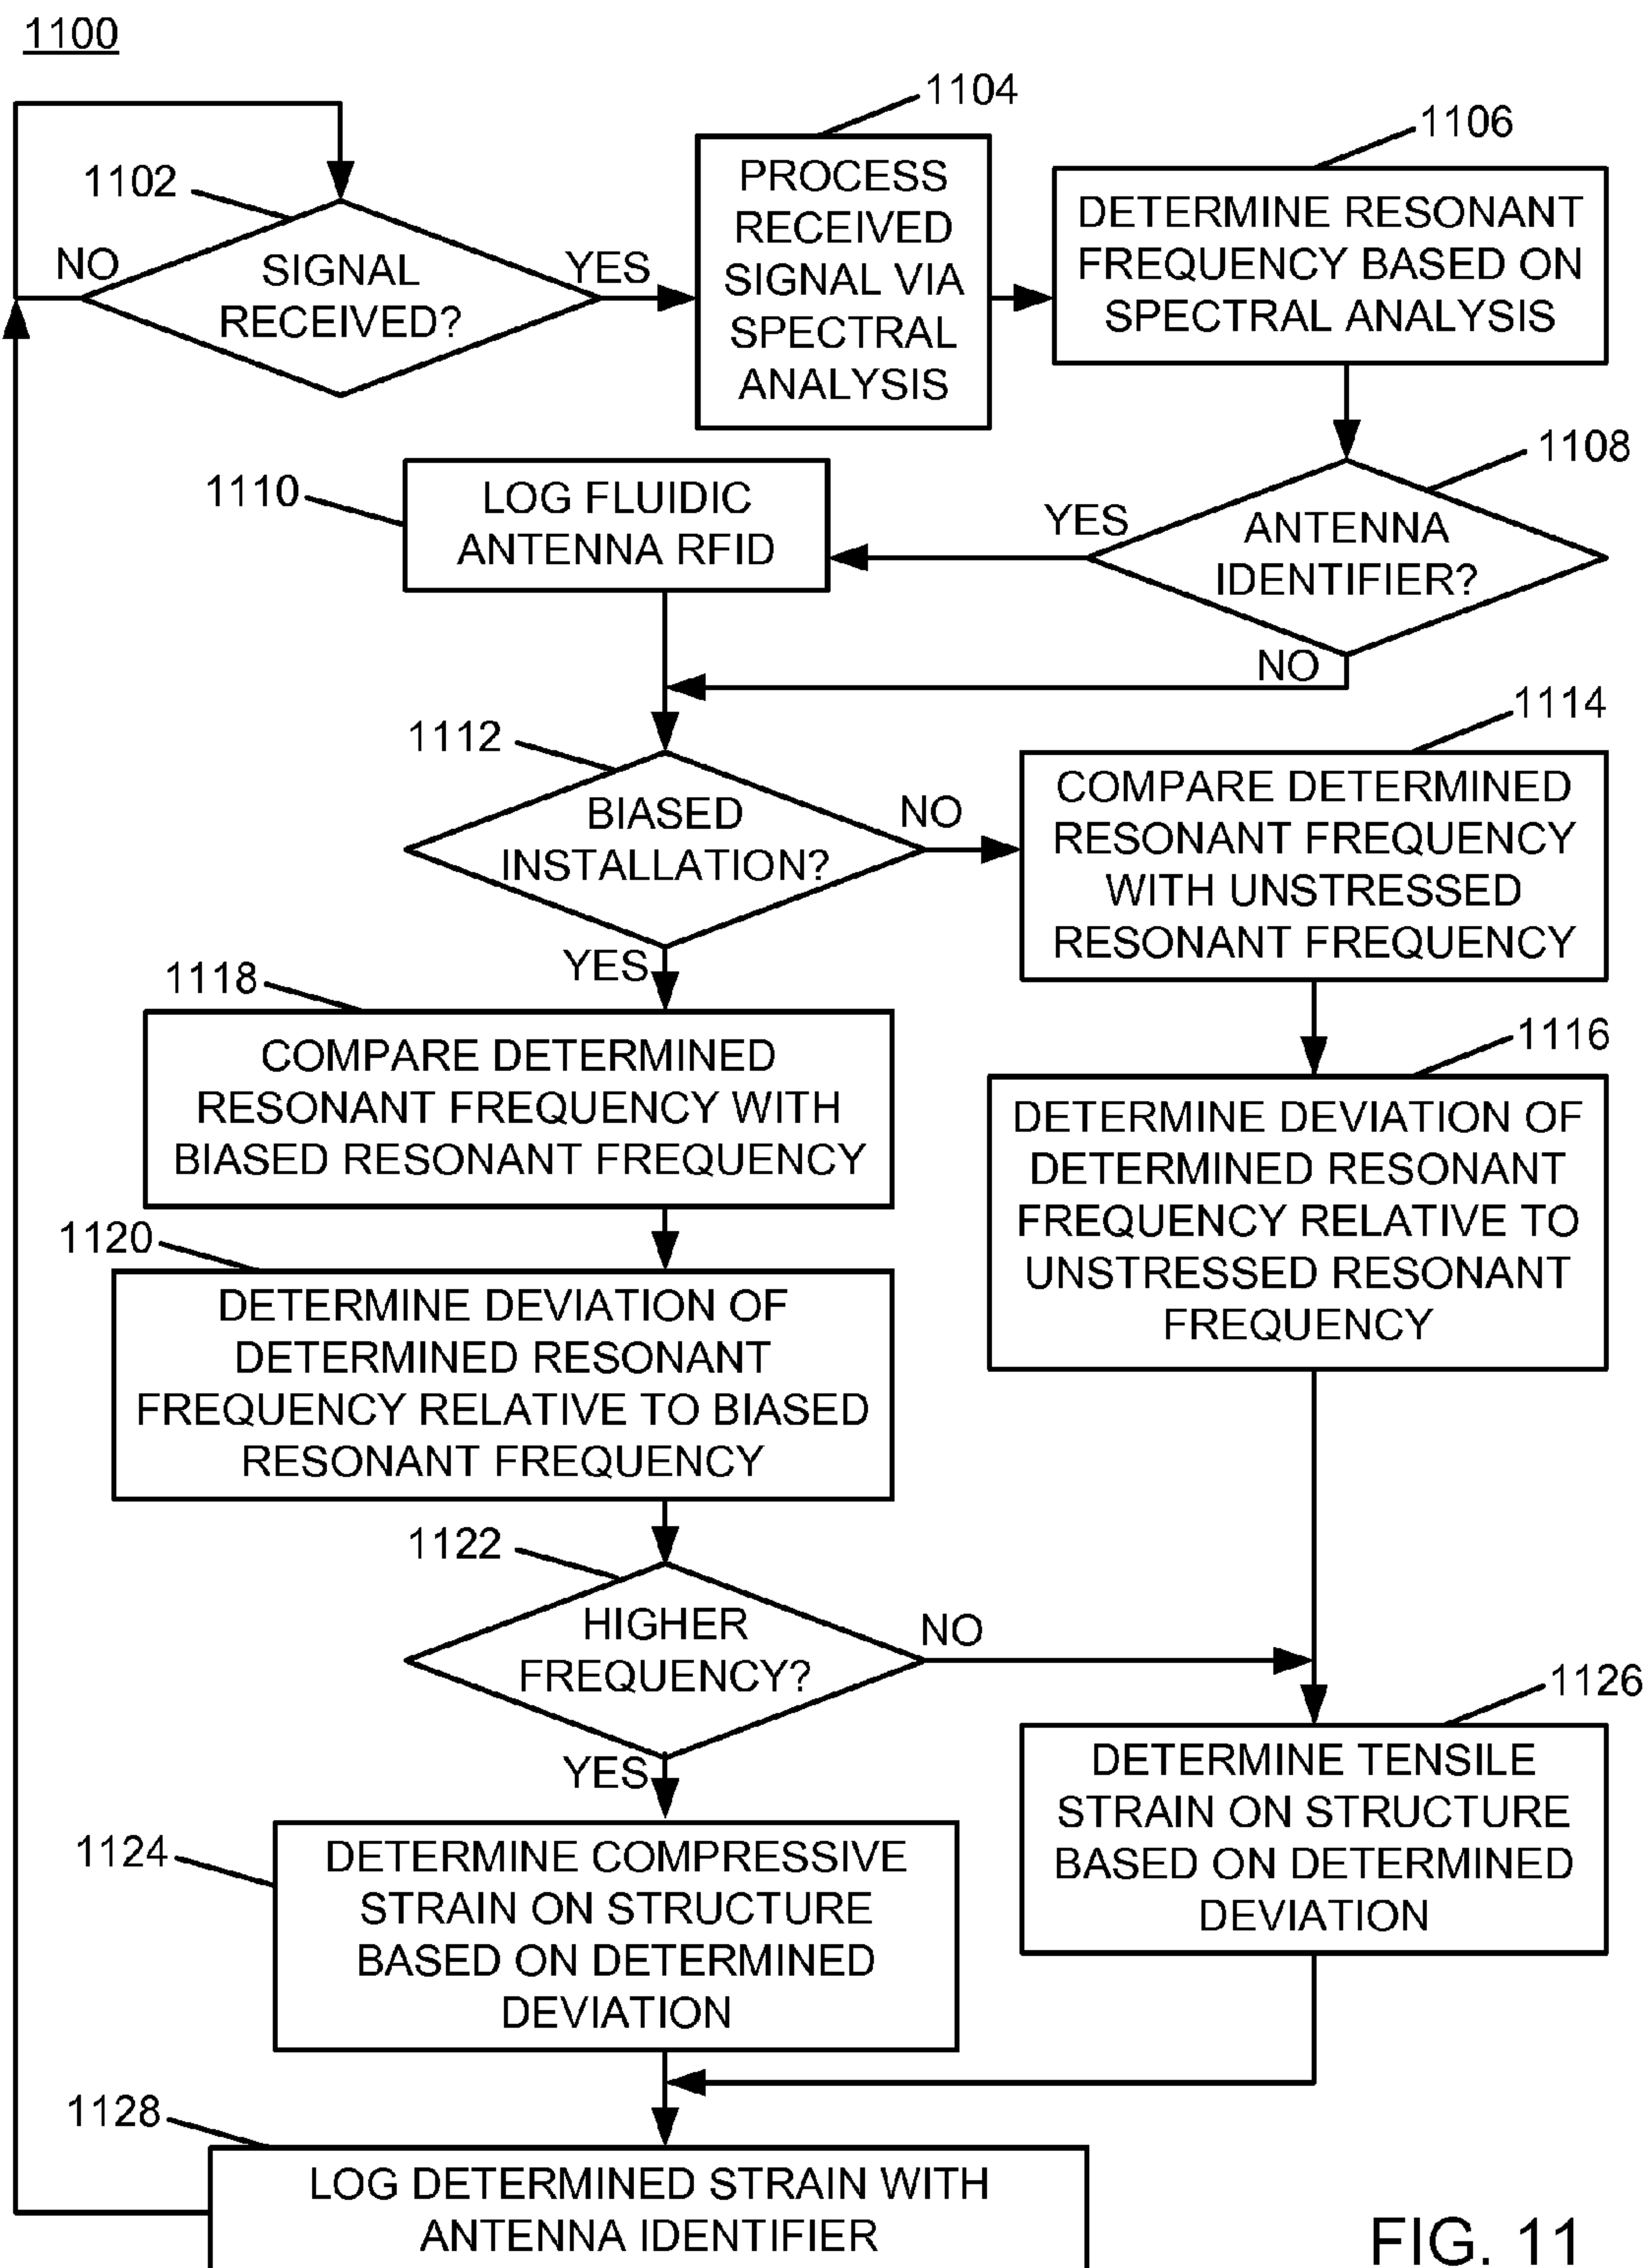 1100
1102
NO
SIGNAL
RECEIVED?
YES
1104
PROCESS
RECEIVED
SIGNAL VIA
SPECTRAL
ANALYSIS
1106
DETERMINE RESONANT
FREQUENCY BASED ON
SPECTRAL ANALYSIS
1108
ANTENNA
IDENTIFIER?
YES
NO
1110
LOG FLUIDIC
ANTENNA RFID
1112
BIASED
INSTALLATION?
NO
YES
1114
COMPARE DETERMINED
RESONANT FREQUENCY
WITH UNSTRESSED
RESONANT FREQUENCY
1116
DETERMINE DEVIATION OF
DETERMINED RESONANT
FREQUENCY RELATIVE TO
UNSTRESSED RESONANT
FREQUENCY
1118
COMPARE DETERMINED
RESONANT FREQUENCY WITH
BIASED RESONANT FREQUENCY
1120
DETERMINE DEVIATION OF
DETERMINED RESONANT
FREQUENCY RELATIVE TO BIASED
RESONANT FREQUENCY
1122
HIGHER
FREQUENCY?
NO
YES
1124
DETERMINE COMPRESSIVE
STRAIN ON STRUCTURE
BASED ON DETERMINED
DEVIATION
1126
DETERMINE TENSILE
STRAIN ON STRUCTURE
BASED ON DETERMINED
DEVIATION
1128
LOG DETERMINED STRAIN WITH
ANTENNA IDENTIFIER
FIG. 11